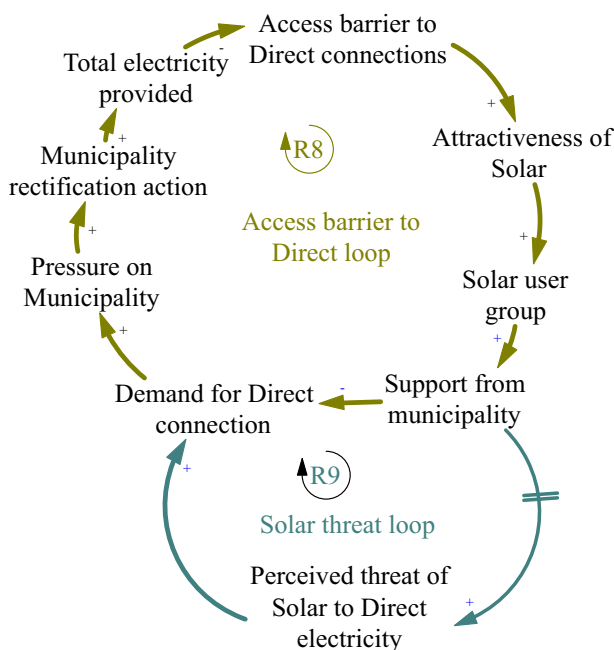 Access barrier to
Direct connections
-
Total electricity
provided
+
+
Attractiveness of
Solar
R8
Municipality
rectification action
Access barrier to
Direct loop
+
+
Pressure on
Municipality
Solar user
group
+
+
Demand for Direct
connection
-
Support from
municipality
+
R9
Solar threat loop
Perceived threat of
Solar to Direct
electricity
+